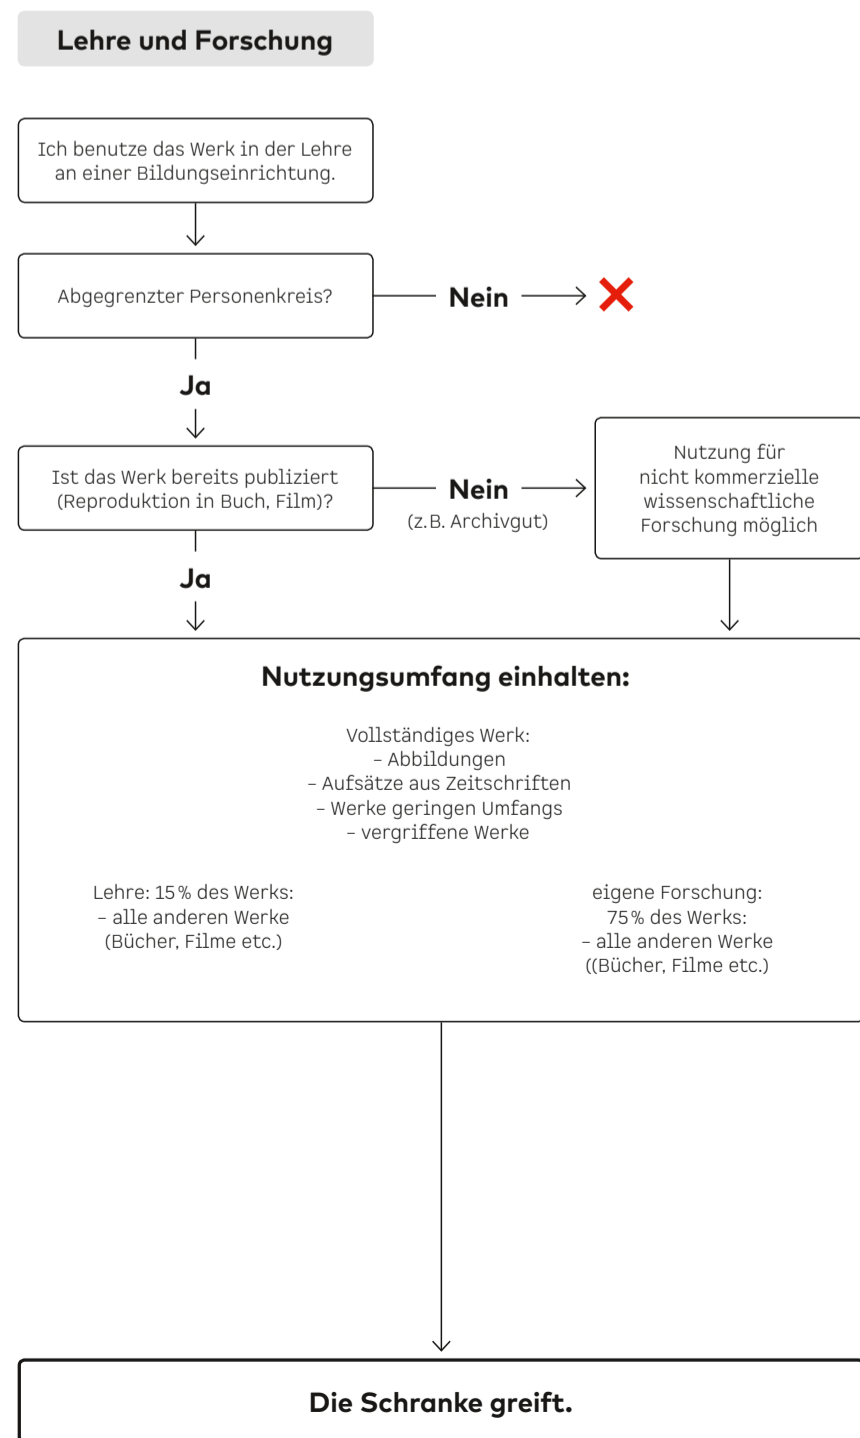 Lehre und Forschung
Ich benutze das Werk in der Lehre
an einer Bildungseinrichtung.
Abgegrenzter Personenkreis?
Nein
Ja
Ist das Werk bereits publiziert
(Reproduktion in Buch, Film)?
Nein
(z.B. Archivgut)
Nutzung für
nicht kommerzielle
wissenschaftliche
Forschung möglich
Ja
Nutzungsumfang einhalten:
Vollständiges Werk:
– Abbildungen
– Aufsätze aus Zeitschriften
– Werke geringen Umfangs
– vergriffene Werke
Lehre: 15 % des Werks:
– alle anderen Werke
(Bücher, Filme etc.)
eigene Forschung:
75 % des Werks:
– alle anderen Werke
((Bücher, Filme etc.)
Die Schranke greift.